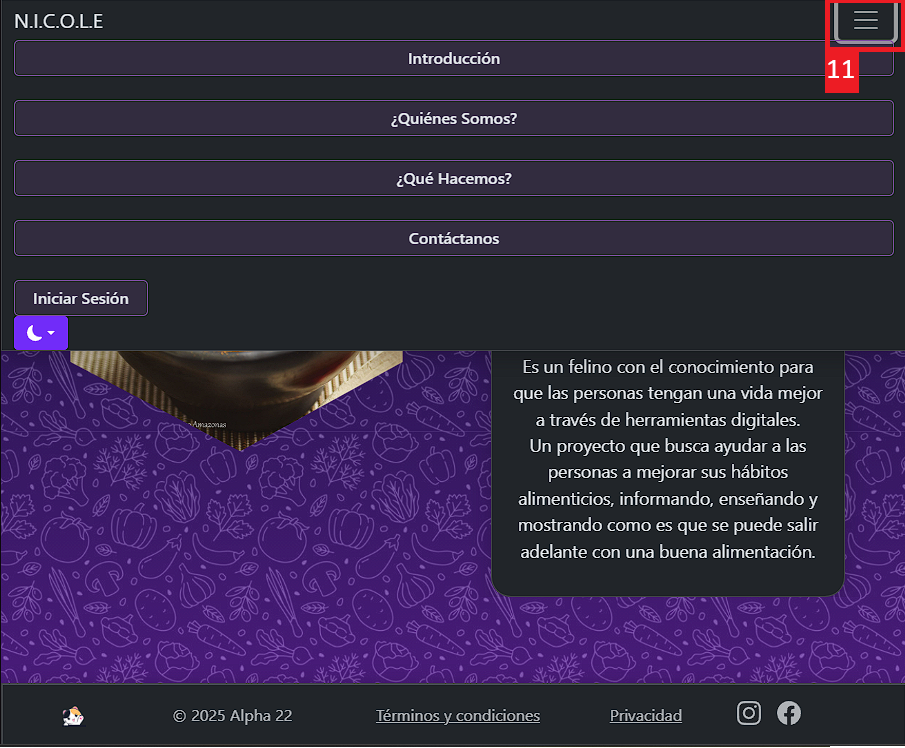 N.I.C.O.L.E
11
Introducción
¿Quiénes Somos?
¿Qué Hacemos?
Contáctanos
Iniciar Sesión
Amazonas
Es un felino con el conocimiento para
que las personas tengan una vida mejor
a través de herramientas digitales.
Un proyecto que busca ayudar a las
personas a mejorar sus hábitos
alimenticios, informando, enseñando y
mostrando como es que se puede salir
adelante con una buena alimentación.
© 2025 Alpha 22
Términos y condiciones
Privacidad